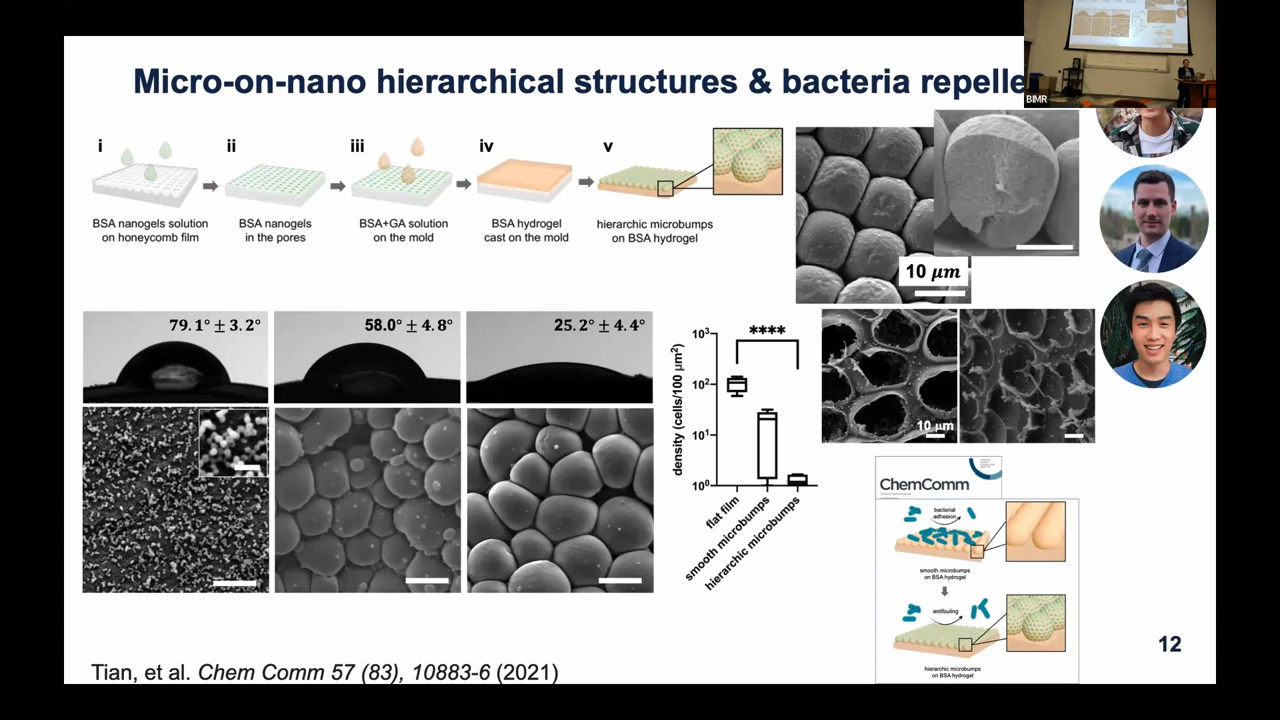 Micro-on-nano hierarchical structures & bacteria repelle
BIMR
i
ii
iii
iv
v
BSA nanogels solution
on honeycomb film
BSA nanogels
in the pores
BSA+GA solution
on the mold
BSA hydrogel
cast on the mold
hierarchic microbumps
on BSA hydrogel
10 μm
79.1° ± 3.2°
58.0° ± 4.8°
25.2° ± 4.4°
****
density (cells/100 μm²)
10³
10²
10¹
10⁰
flat film
smooth microbumps
hierarchic microbumps
10 μm
ChemComm
bacterial
adhesion
smooth microbumps
on BSA hydrogel
antifouling
hierarchic microbumps
on BSA hydrogel
12
Tian, et al. Chem Comm 57 (83), 10883-6 (2021)